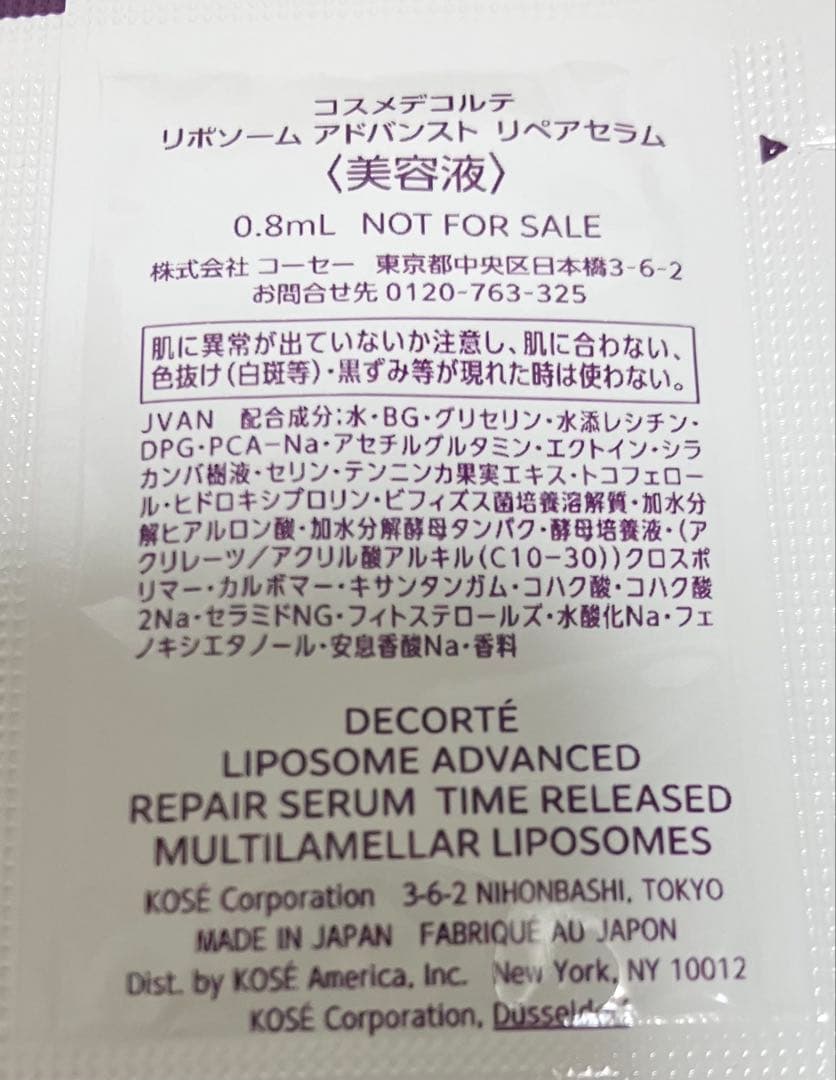 コスメデコルテ
リポソーム アドバンスト リペアセラム
〈美容液〉
0.8mL NOT FOR SALE
株式会社 コーセー 東京都中央区日本橋3-6-2
お問合せ先 0120-763-325
肌に異常が出ていないか注意し、肌に合わない、
色抜け(白斑等)・黒ずみ等が現れた時は使わない。
JVAN 配合成分;水・BG・グリセリン・水添レシチン・
DPG・PCA-Na・アセチルグルタミン・エクトイン・シラ
カンバ樹液・セリン・テンニンカ果実エキス・トコフェロー
ル・ヒドロキシプロリン・ビフィズス菌培養溶解質・加水分
解ヒアルロン酸・加水分解酵母タンパク・酵母培養液・(ア
クリレーツ/アクリル酸アルキル(C10-30))クロスポ
リマー・カルボマー・キサンタンガム・コハク酸・コハク酸
2Na・セラミドNG・フィトステロールズ・水酸化Na・フェ
ノキシエタノール・安息香酸Na・香料
DECORTÉ
LIPOSOME ADVANCED
REPAIR SERUM TIME RELEASED
MULTILAMELLAR LIPOSOMES
KOSÉ Corporation 3-6-2 NIHONBASHI, TOKYO
MADE IN JAPAN FABRIQUÉ AU JAPON
Dist. by KOSÉ America, Inc. New York, NY 10012
KOSÉ Corporation, Düsseldorf